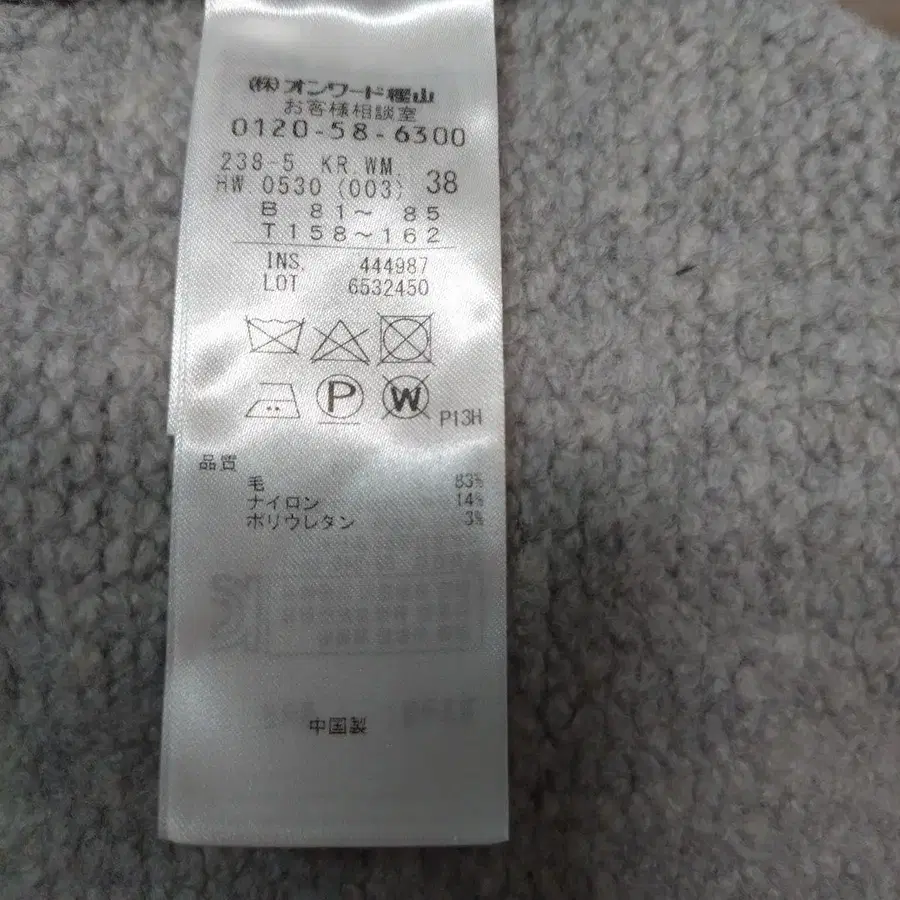 (株)オンワード樫山
お客様相談室
0120-58-6300
238-5 KR.WM.
HW 0530 (003) 38
B 81～ 85
T158～162
INS. 444987
LOT 6532450
P W P13H
品質
毛 83%
ナイロン 14%
ポリウレタン 3%
中国製